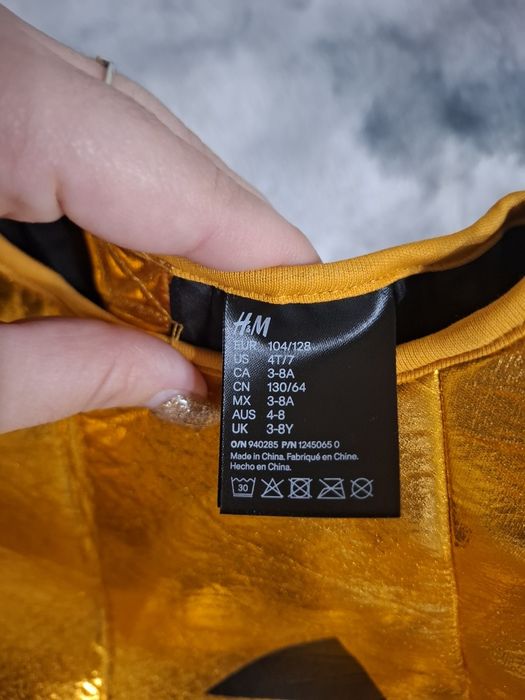 H&M
EUR 104/128
US 4T/7
CA 3-8A
CN 130/64
MX 3-8A
AUS 4-8
UK 3-8Y
O/N 940285 P/N 1245065 0
Made in China. Fabriqué en Chine.
Hecho en China.
30